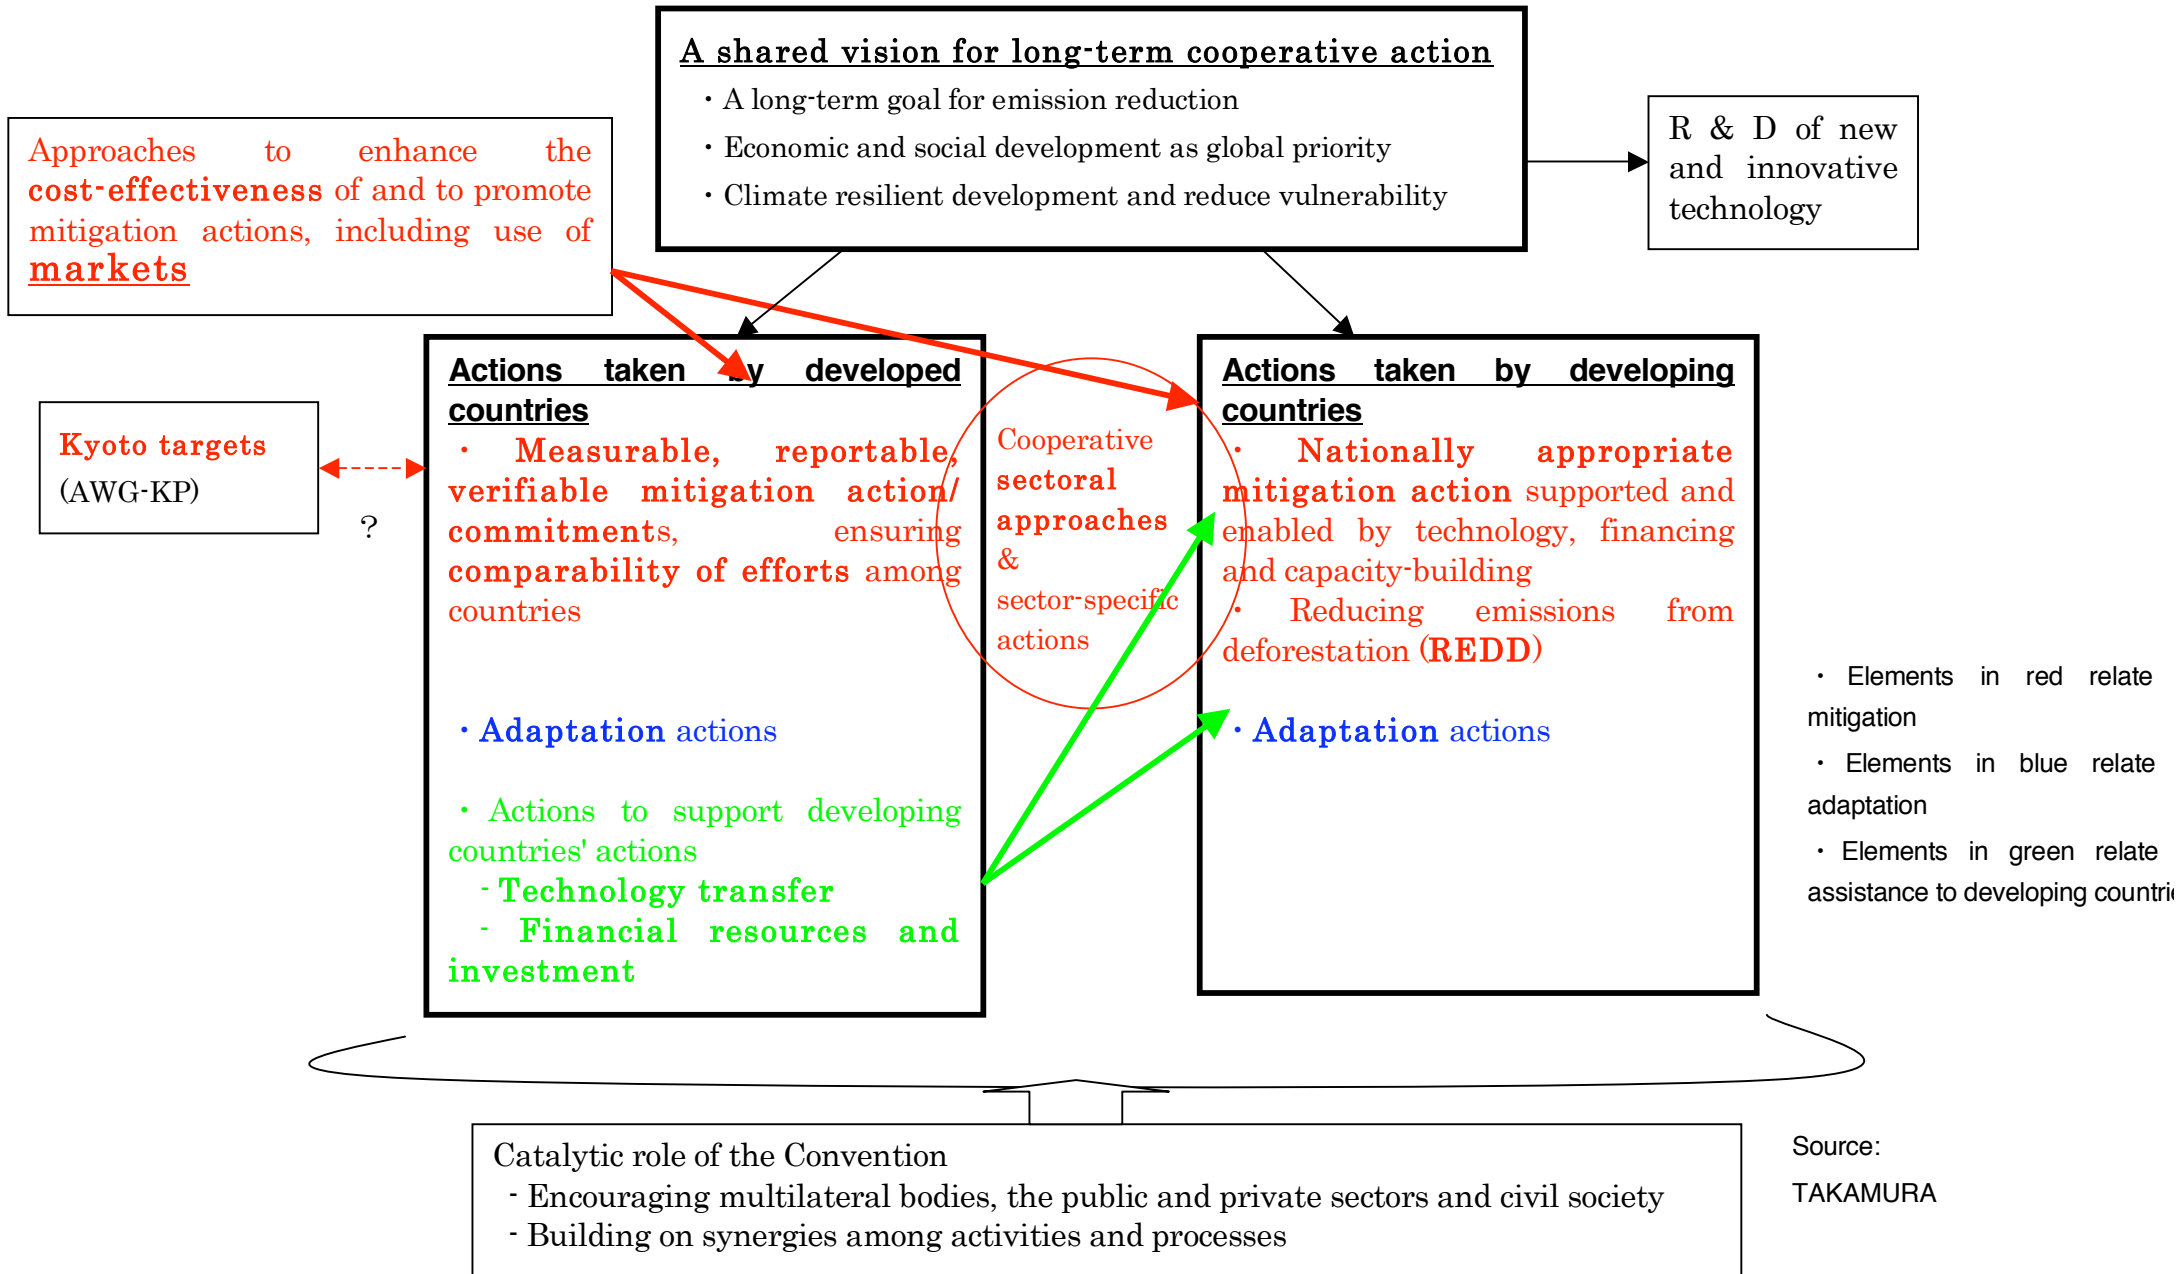 A shared vision for long-term cooperative action
・A long-term goal for emission reduction
・Economic and social development as global priority
・Climate resilient development and reduce vulnerability
R & D of new
and innovative
technology
Approaches to enhance the
cost-effectiveness of and to promote
mitigation actions, including use of
markets
Kyoto targets
(AWG-KP)
?
Actions taken by developed
countries
・ Measurable, reportable,
verifiable mitigation action/
commitments, ensuring
comparability of efforts among
countries
・Adaptation actions
・Actions to support developing
countries' actions
- Technology transfer
- Financial resources and
investment
Cooperative
sectoral
approaches
&
sector-specific
actions
Actions taken by developing
countries
・ Nationally appropriate
mitigation action supported and
enabled by technology, financing
and capacity-building
・ Reducing emissions from
deforestation (REDD)
・Adaptation actions
・ Elements in red relate
mitigation
・ Elements in blue relate
adaptation
・ Elements in green relate
assistance to developing countrie
Catalytic role of the Convention
- Encouraging multilateral bodies, the public and private sectors and civil society
- Building on synergies among activities and processes
Source:
TAKAMURA